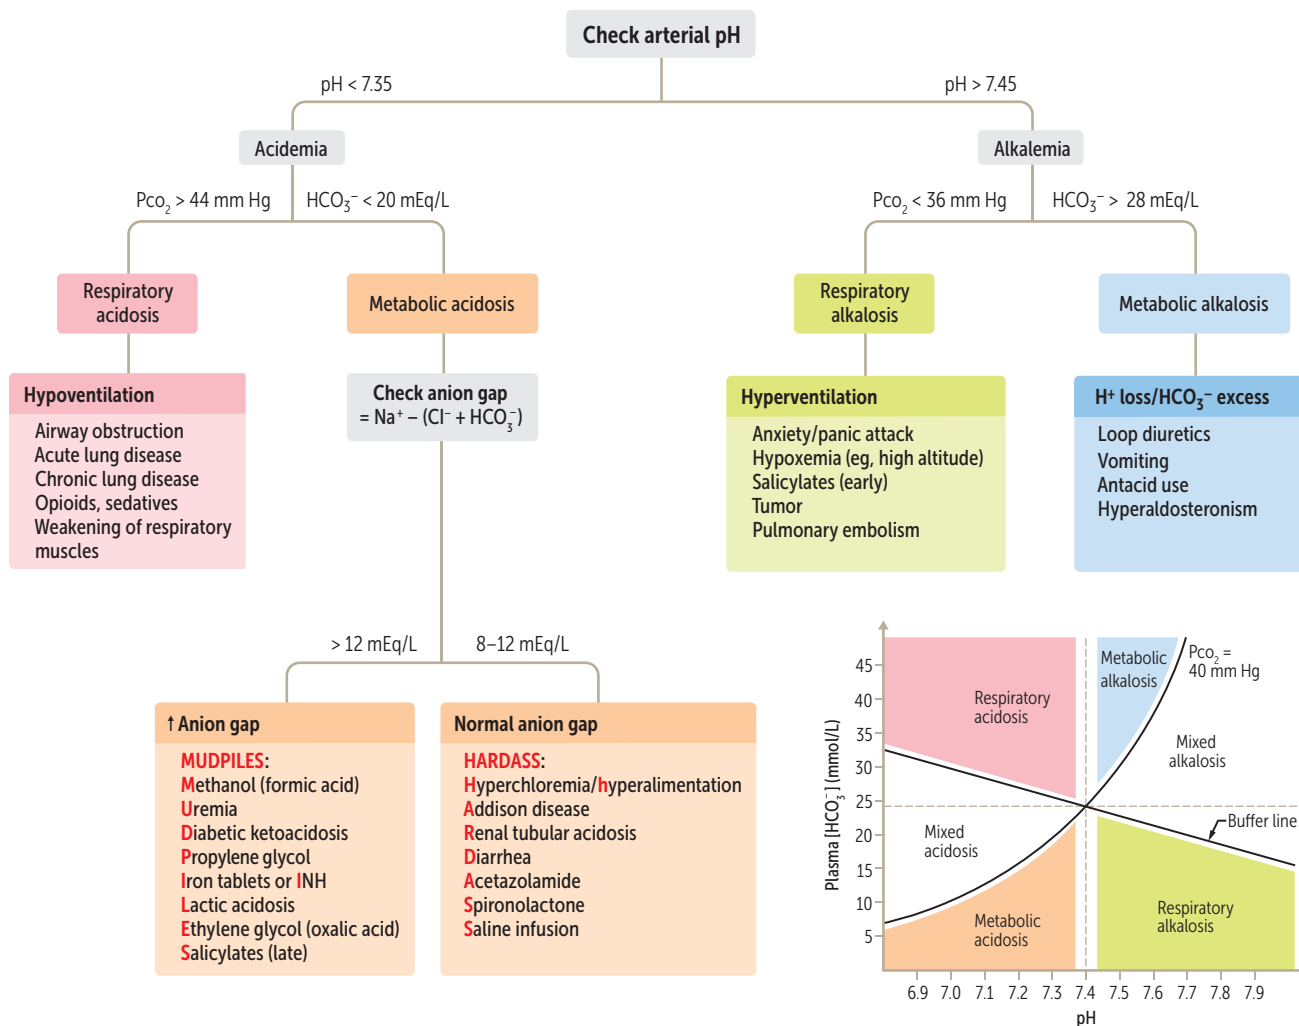 Check arterial pH
pH < 7.35
pH > 7.45
Acidemia
Alkalemia
Pco₂ > 44 mm Hg
HCO₃⁻ < 20 mEq/L
Pco₂ < 36 mm Hg
HCO₃⁻ > 28 mEq/L
Respiratory
acidosis
Metabolic acidosis
Respiratory
alkalosis
Metabolic alkalosis
Hypoventilation
Airway obstruction
Acute lung disease
Chronic lung disease
Opioids, sedatives
Weakening of respiratory
muscles
Check anion gap
= Na⁺ – (Cl⁻ + HCO₃⁻)
Hyperventilation
Anxiety/panic attack
Hypoxemia (eg, high altitude)
Salicylates (early)
Tumor
Pulmonary embolism
H⁺ loss/HCO₃⁻ excess
Loop diuretics
Vomiting
Antacid use
Hyperaldosteronism
> 12 mEq/L
8–12 mEq/L
↑ Anion gap
MUDPILES:
Methanol (formic acid)
Uremia
Diabetic ketoacidosis
Propylene glycol
Iron tablets or INH
Lactic acidosis
Ethylene glycol (oxalic acid)
Salicylates (late)
Normal anion gap
HARDASS:
Hyperchloremia/hyperalimentation
Addison disease
Renal tubular acidosis
Diarrhea
Acetazolamide
Spironolactone
Saline infusion
Plasma [HCO₃⁻] (mmol/L)
45
40
35
30
25
20
15
10
5
Respiratory
acidosis
Metabolic
alkalosis
Pco₂ =
40 mm Hg
Mixed
alkalosis
Buffer line
Mixed
acidosis
Metabolic
acidosis
Respiratory
alkalosis
6.9 7.0 7.1 7.2 7.3 7.4 7.5 7.6 7.7 7.8 7.9
pH